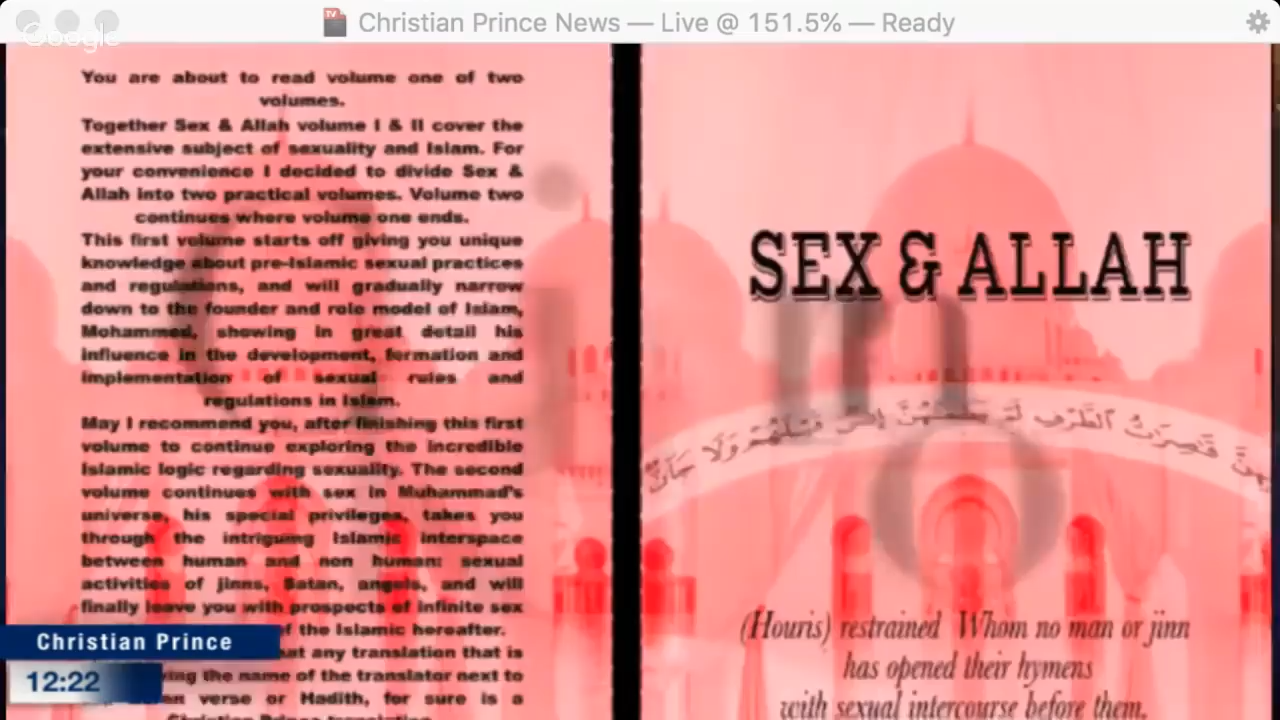 Christian Prince News — Live @ 151.5% — Ready
Google
You are about to read volume one of two
volumes.
Together Sex & Allah volume I & II cover the
extensive subject of sexuality and Islam. For
your convenience I decided to divide Sex &
Allah into two practical volumes. Volume two
continues where volume one ends.
This first volume starts off giving you unique
knowledge about pre-Islamic sexual practices
and regulations, and will gradually narrow
down to the founder and role model of Islam,
Mohammed, showing in great detail his
influence in the development, formation and
implementation of sexual rules and
regulations in Islam.
May I recommend you, after finishing this first
volume to continue exploring the incredible
Islamic logic regarding sexuality. The second
volume continues with sex in Muhammad's
universe, his special privileges, takes you
through the intriguing Islamic interspace
between human and non human: sexual
activities of jinns, Satan, angels, and will
finally leave you with prospects of infinite sex
of the Islamic hereafter.
that any translation that is
the name of the translator next to
verse or Hadith, for sure is a
Christian Prince translation
Christian Prince
12:22
SEX & ALLAH
(Houris) restrained Whom no man or jinn
has opened their hymens
with sexual intercourse before them.